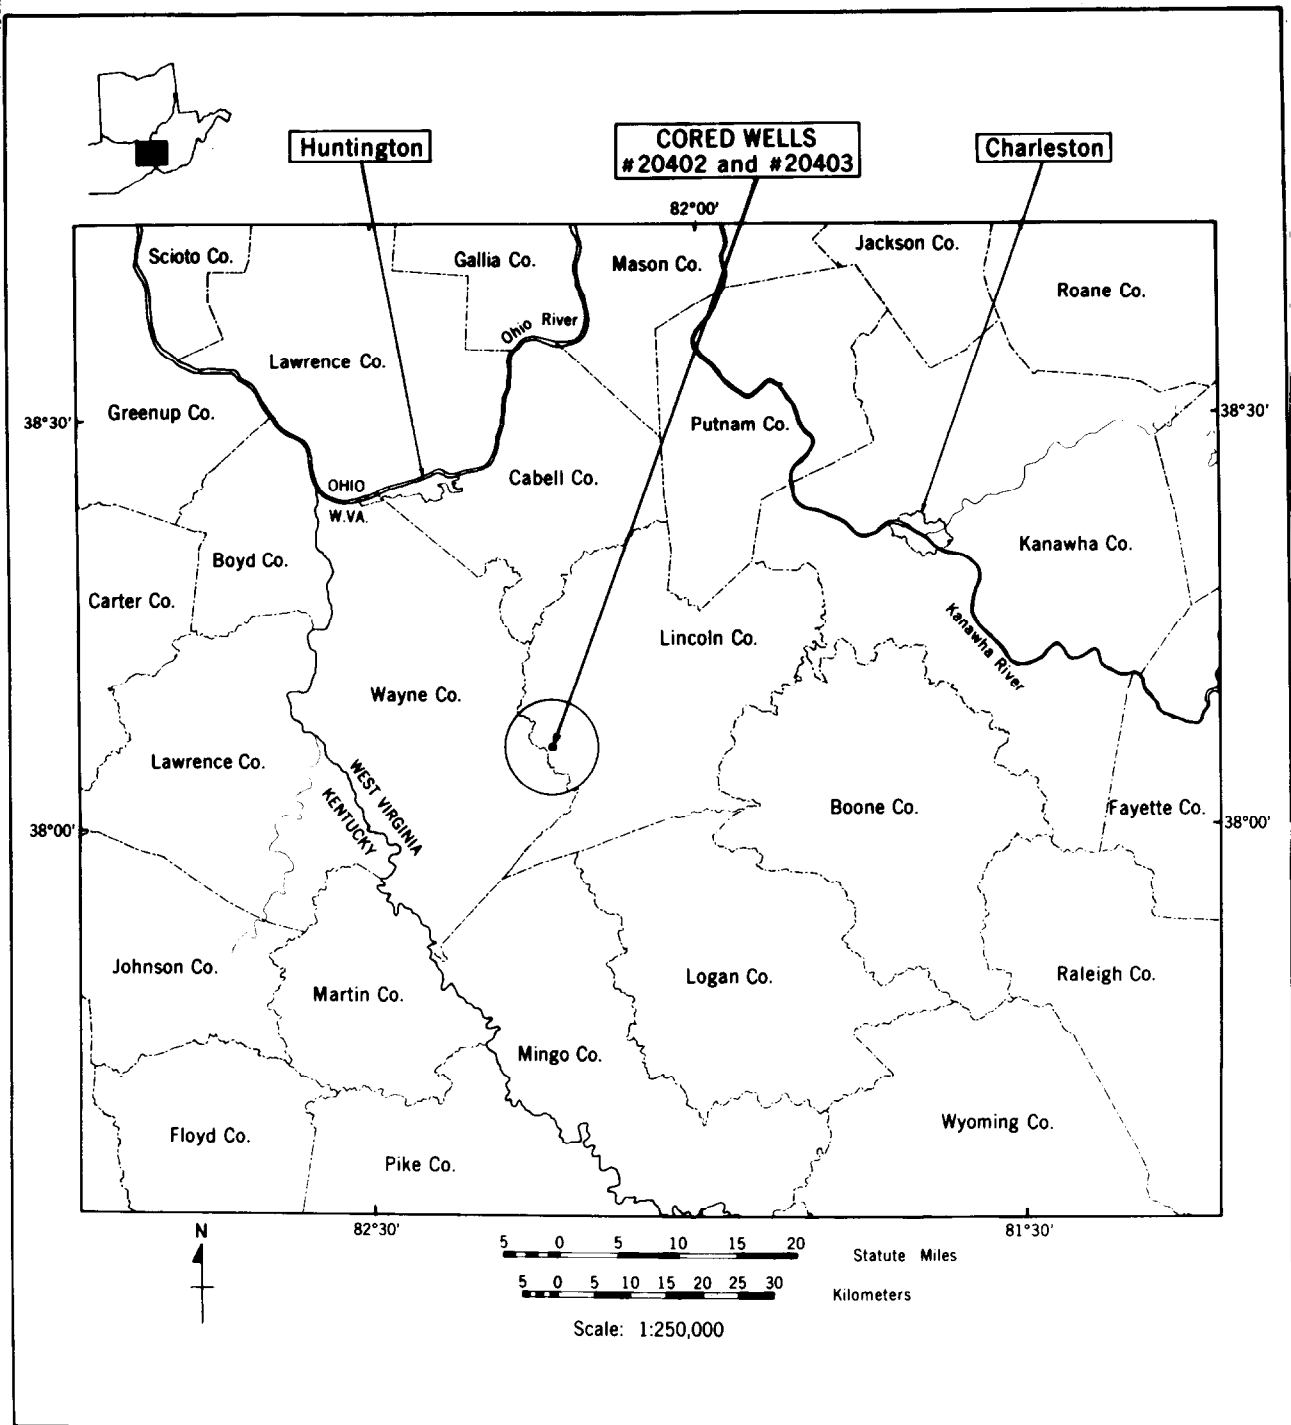 Huntington
CORED WELLS
#20402 and #20403
Charleston
82°00'
Scioto Co.
Gallia Co.
Mason Co.
Jackson Co.
Roane Co.
Ohio River
Lawrence Co.
Greenup Co.
38°30'
38°30'
Putnam Co.
Cabell Co.
OHIO
W.VA.
Boyd Co.
Kanawha Co.
Carter Co.
Lincoln Co.
Kanawha River
Wayne Co.
Lawrence Co.
WEST VIRGINIA
KENTUCKY
Boone Co.
Fayette Co.
38°00'
38°00'
Johnson Co.
Martin Co.
Logan Co.
Raleigh Co.
Mingo Co.
Floyd Co.
Pike Co.
Wyoming Co.
82°30'
81°30'
N
5 0 5 10 15 20
Statute Miles
5 0 5 10 15 20 25 30
Kilometers
Scale: 1:250,000